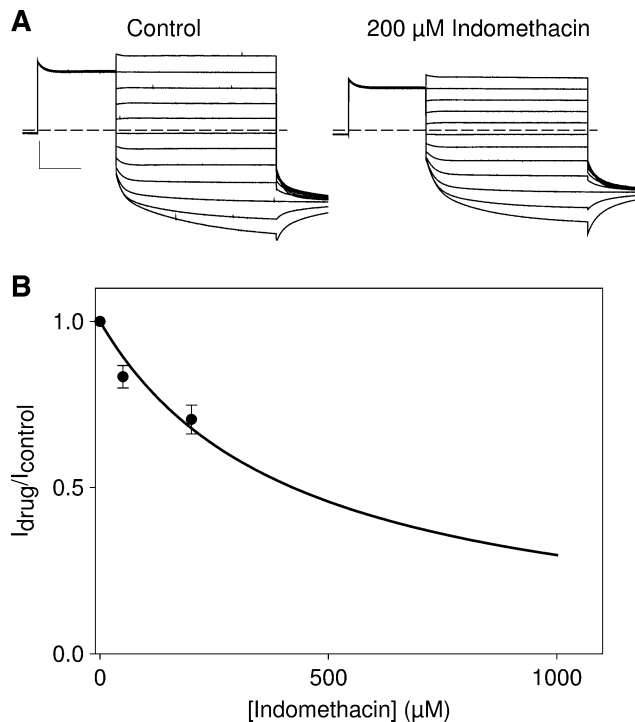 A
Control
200 µM Indomethacin
B
Idrug/Icontrol
1.0
0.5
0.0
0
500
1000
[Indomethacin] (µM)